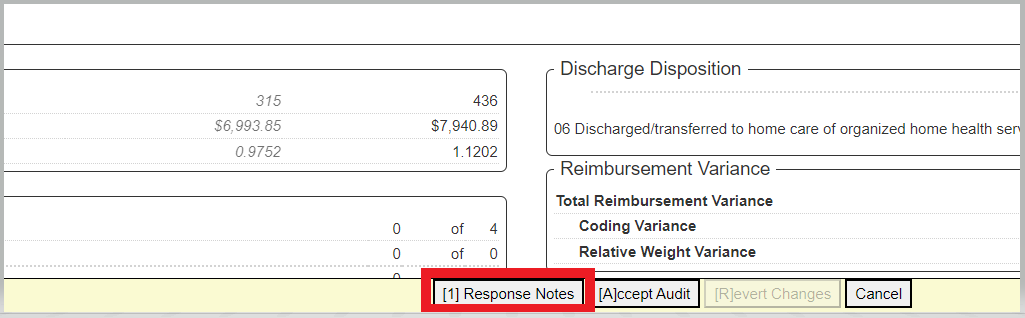 315 436
$6,993.85 $7,940.89
0.9752 1.1202
0 of 4
0 of 0
Discharge Disposition
06 Discharged/transferred to home care of organized home health
Reimbursement Variance
Total Reimbursement Variance
Coding Variance
Relative Weight Variance
[1] Response Notes [A]ccept Audit [R]evert Changes Cancel